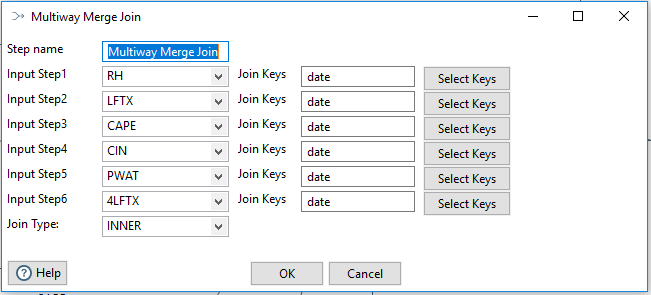 Multiway Merge Join
Step name Multiway Merge Join
Input Step1 RH Join Keys date Select Keys
Input Step2 LFTX Join Keys date Select Keys
Input Step3 CAPE Join Keys date Select Keys
Input Step4 CIN Join Keys date Select Keys
Input Step5 PWAT Join Keys date Select Keys
Input Step6 4LFTX Join Keys date Select Keys
Join Type: INNER
Help OK Cancel